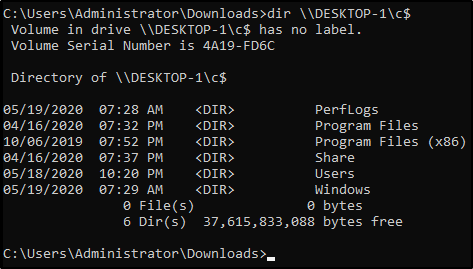 C:\Users\Administrator\Downloads>dir \\DESKTOP-1\c$
 Volume in drive \\DESKTOP-1\c$ has no label.
 Volume Serial Number is 4A19-FD6C
 Directory of \\DESKTOP-1\c$
05/19/2020  07:28 AM    <DIR>          PerfLogs
04/16/2020  07:32 PM    <DIR>          Program Files
10/06/2019  07:52 PM    <DIR>          Program Files (x86)
04/16/2020  07:37 PM    <DIR>          Share
05/18/2020  10:20 PM    <DIR>          Users
05/19/2020  07:29 AM    <DIR>          Windows
               0 File(s)              0 bytes
               6 Dir(s)  37,615,833,088 bytes free
C:\Users\Administrator\Downloads>